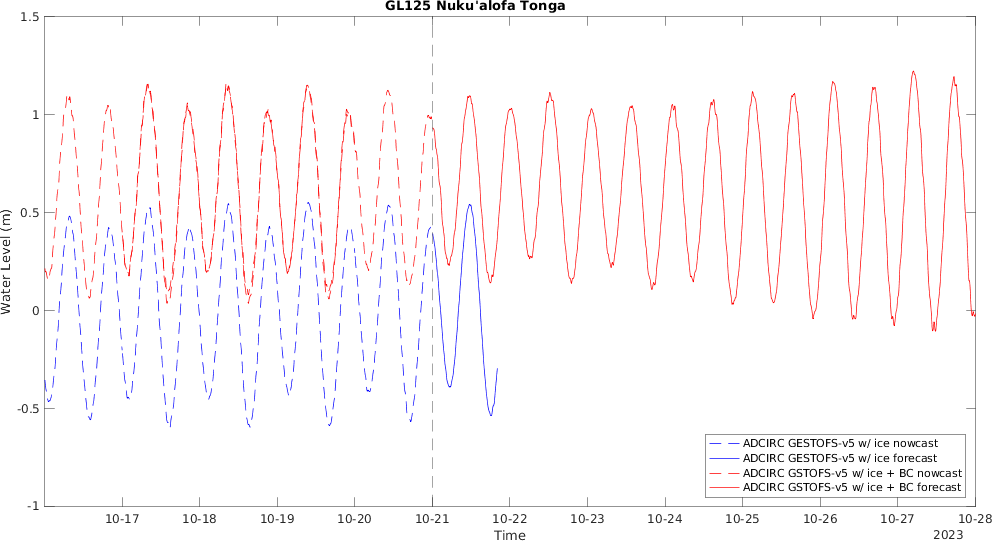 GL125 Nuku'alofa Tonga
1.5
1
0.5
0
-0.5
-1
Water Level (m)
10-17 10-18 10-19 10-20 10-21 10-22 10-23 10-24 10-25 10-26 10-27 10-28
Time
2023
ADCIRC GESTOFS-v5 w/ ice nowcast
ADCIRC GESTOFS-v5 w/ ice forecast
ADCIRC GSTOFS-v5 w/ ice + BC nowcast
ADCIRC GSTOFS-v5 w/ ice + BC forecast